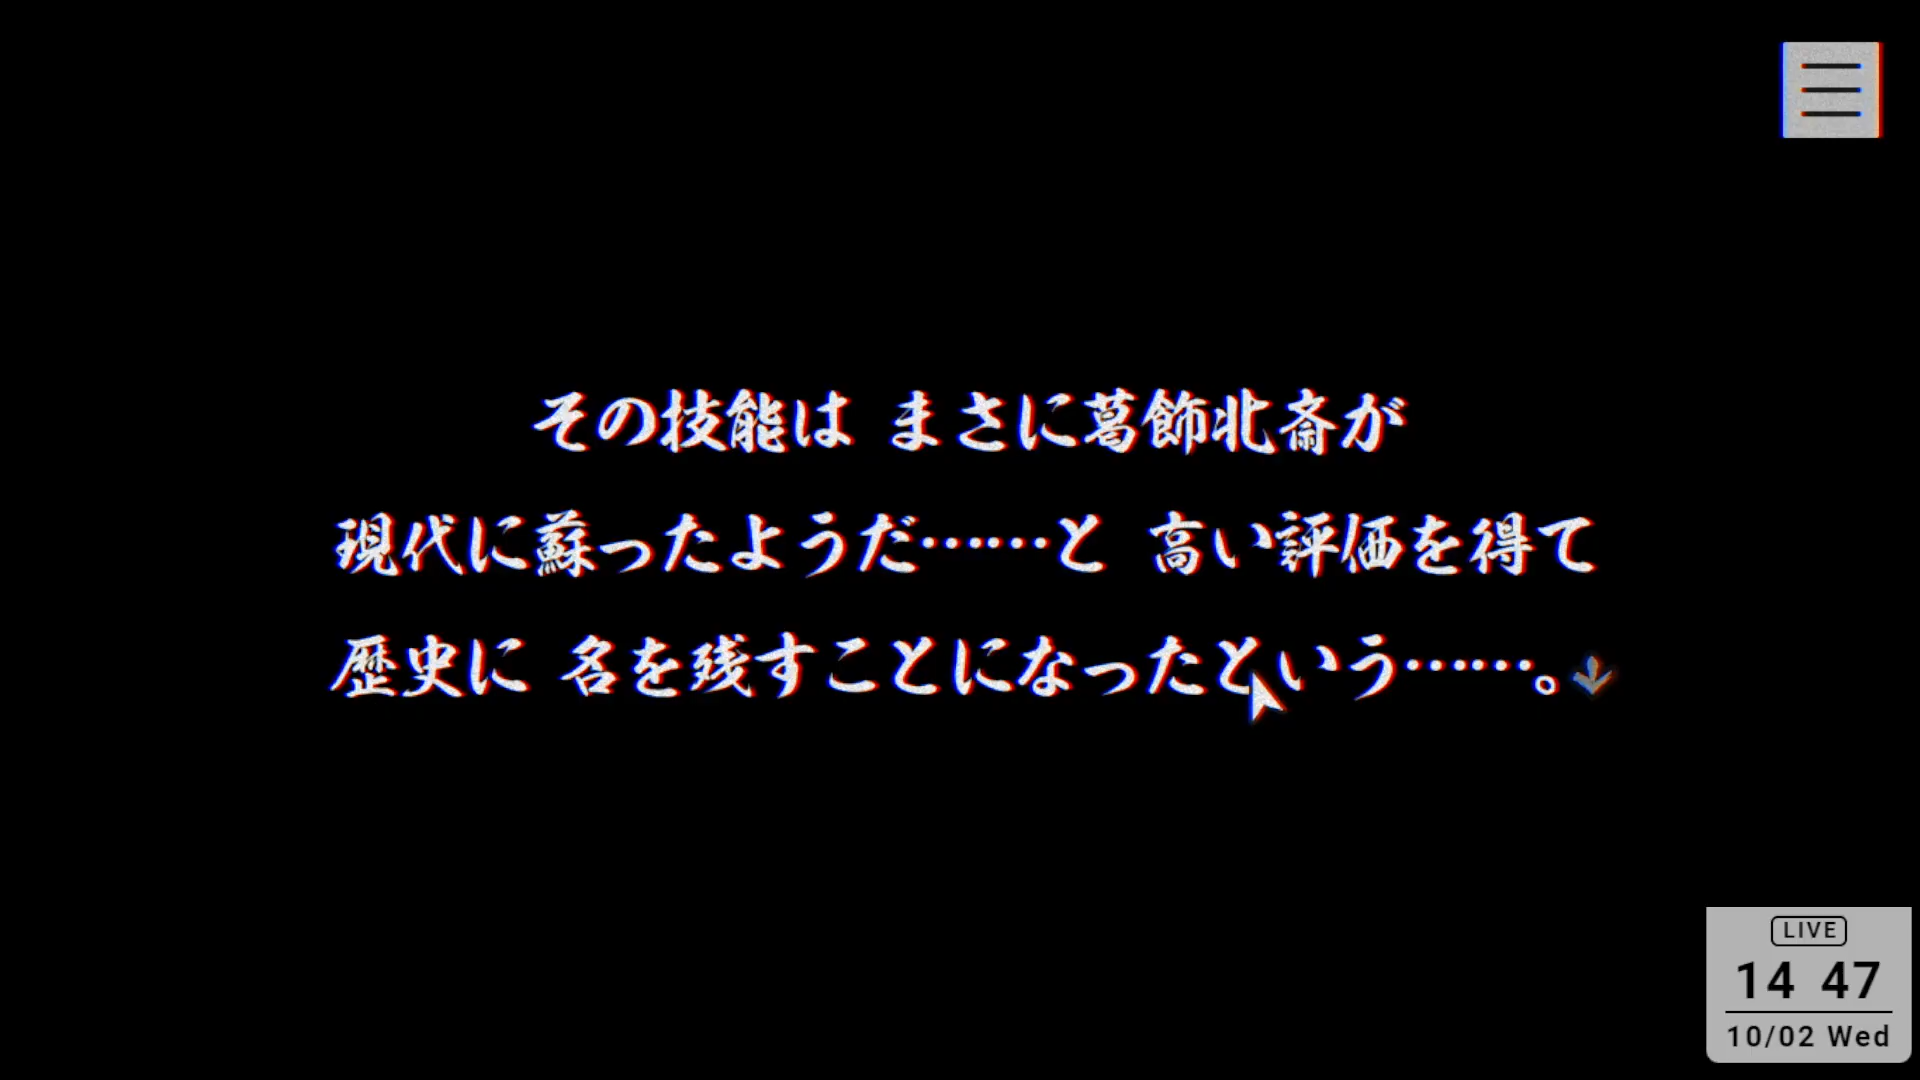 その技能は まさに葛飾北斎が
現代に蘇ったようだ……と 高い評価を得て
歴史に 名を残すことになったという……。
LIVE
14 47
10/02 Wed